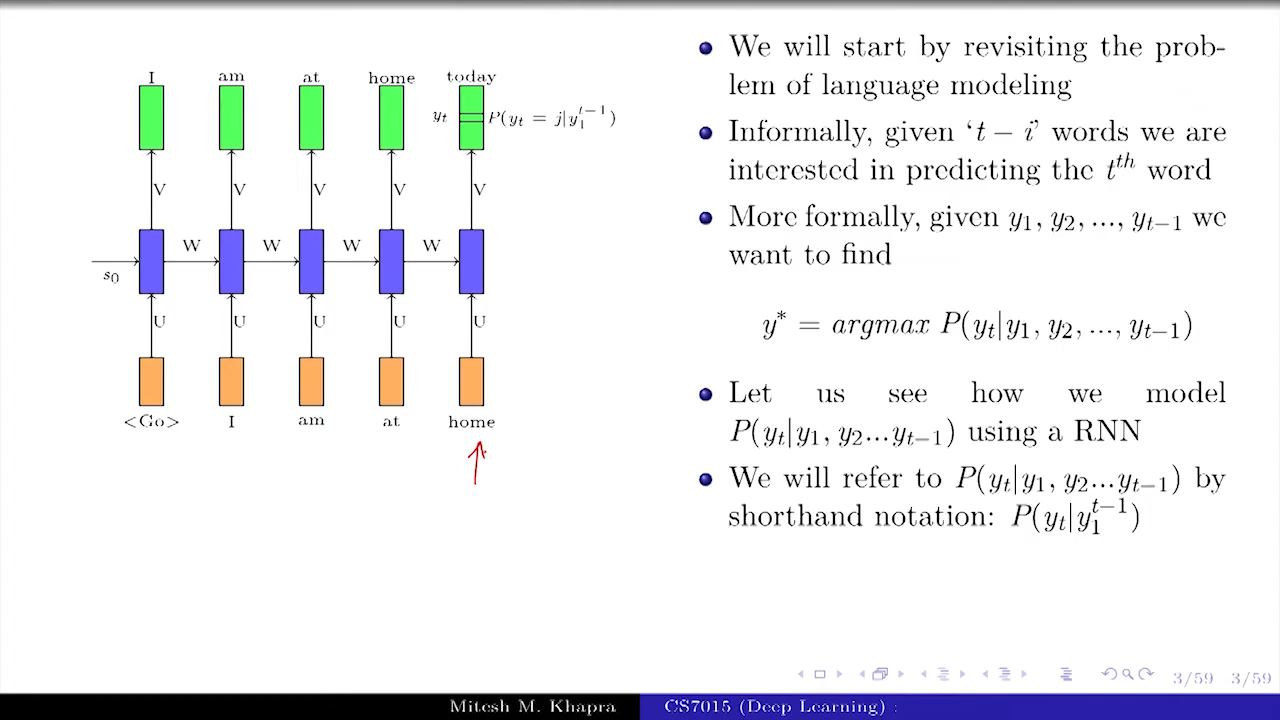 I am at home today
y_t P(y_t = j|y_1^{t−1})
V V V V V
W W W W
s_0
U U U U U
<Go> I am at home
We will start by revisiting the prob-
lem of language modeling
Informally, given ‘t − i’ words we are
interested in predicting the t^{th} word
More formally, given y_1, y_2, ..., y_{t−1} we
want to find
y^* = argmax P(y_t|y_1, y_2, ..., y_{t−1})
Let us see how we model
P(y_t|y_1, y_2...y_{t−1}) using a RNN
We will refer to P(y_t|y_1, y_2...y_{t−1}) by
shorthand notation: P(y_t|y_1^{t−1})
3/59 3/59
Mitesh M. Khapra CS7015 (Deep Learning) :